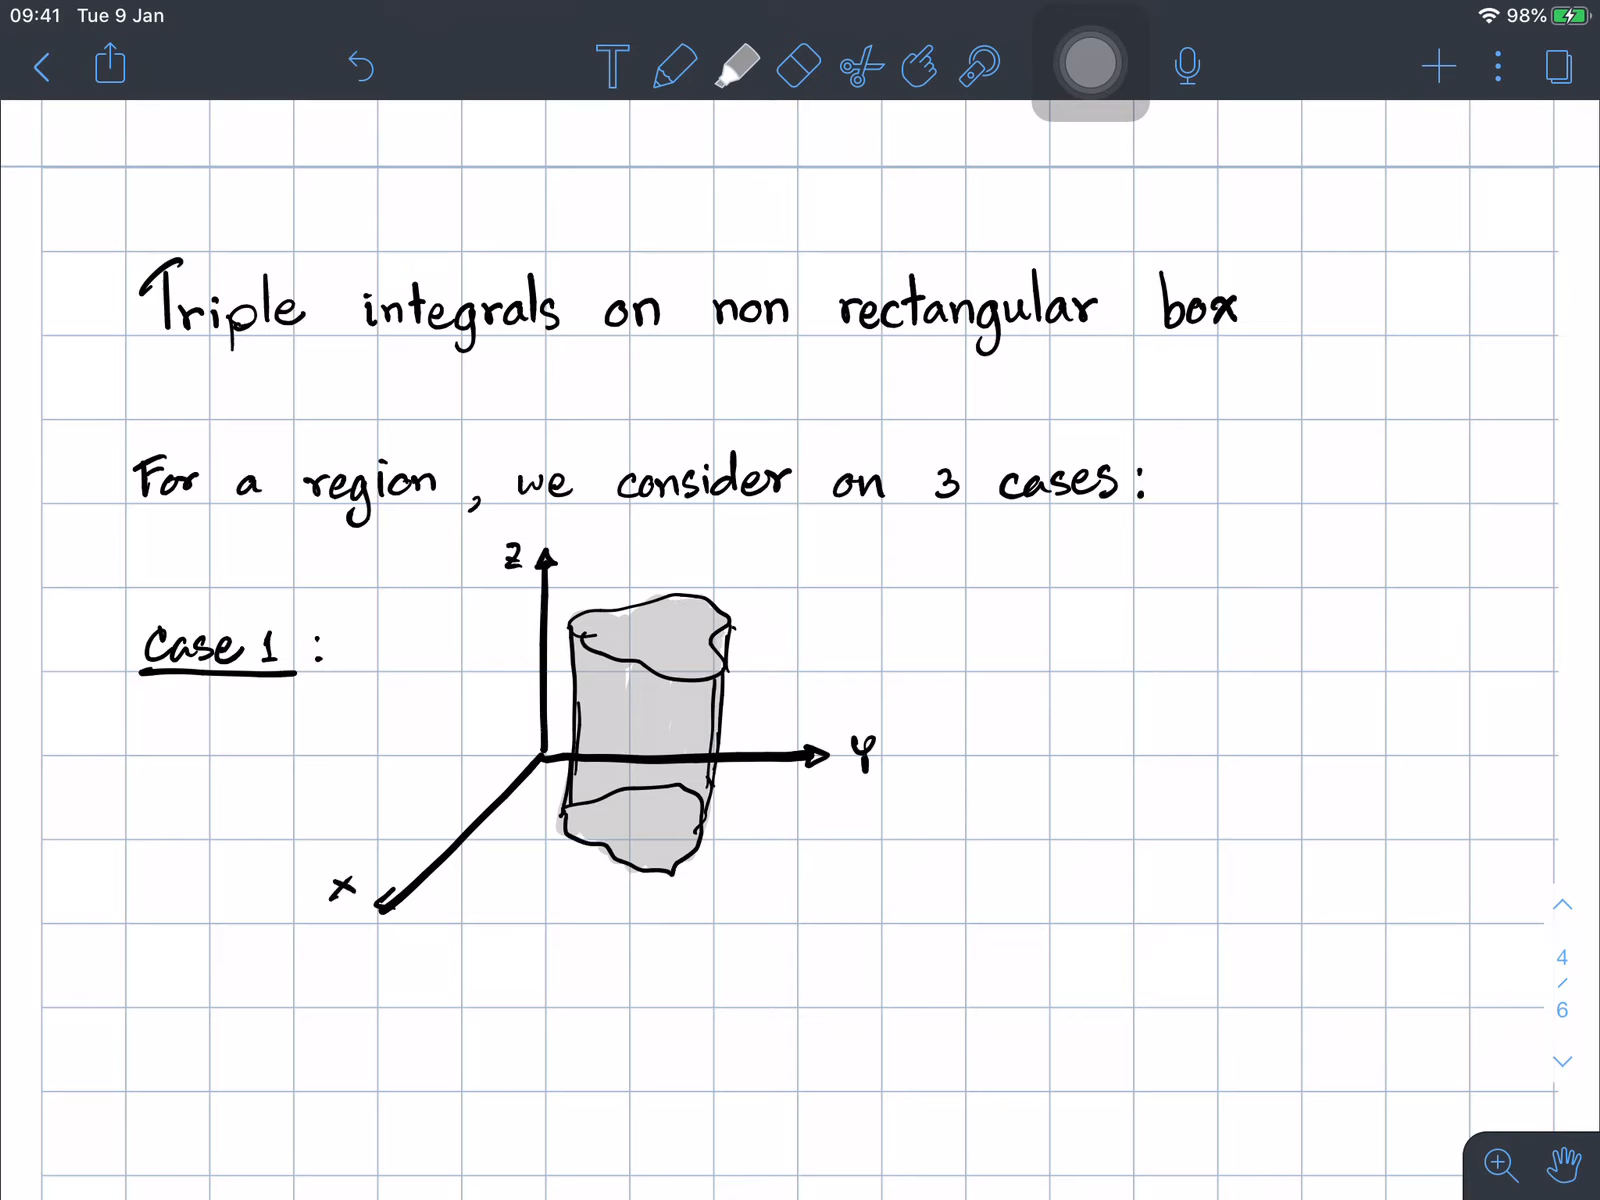 09:41 Tue 9 Jan
98%
T
Triple integrals on non rectangular box
For a region, we consider on 3 cases:
Z
Case 1 :
y
x
4
/
6